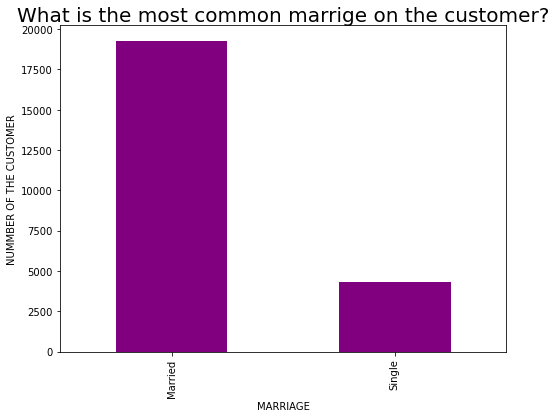 What is the most common marrige on the customer?
20000
17500
15000
12500
10000
7500
5000
2500
0
NUMMBER OF THE CUSTOMER
Married
Single
MARRIAGE